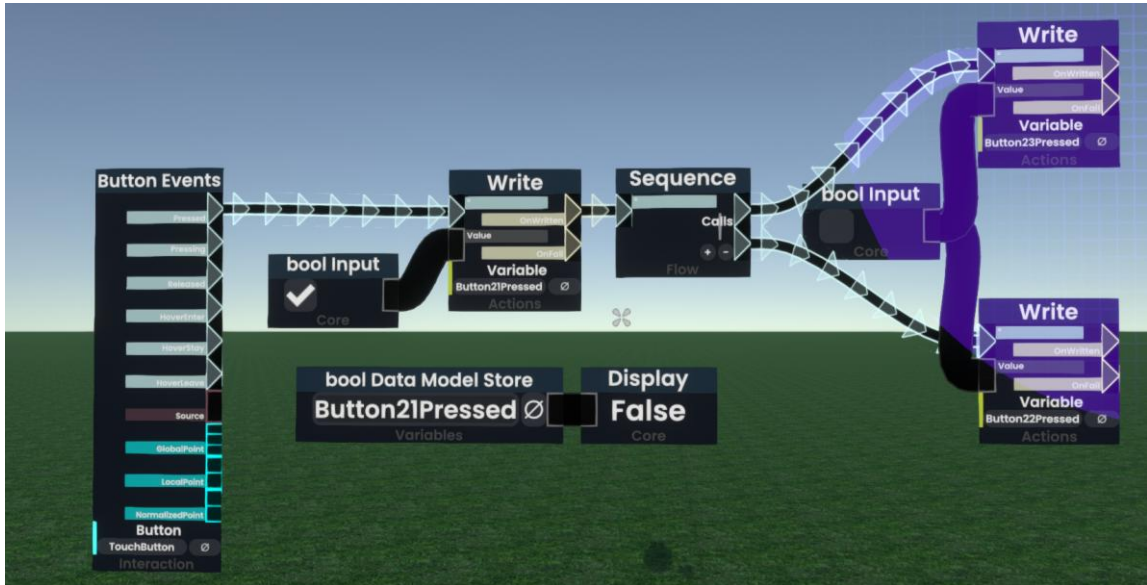 Button Events
Pressed
Pressing
Released
HoverEnter
HoverStay
HoverLeave
Source
GlobalPoint
LocalPoint
NormalizedPoint
Button
TouchButton Ø
Interaction
bool Input
Core
Write
*
OnWritten
Value
OnFail
Variable
Button21Pressed Ø
Actions
Sequence
*
Calls
+ -
Flow
bool Data Model Store
Button21Pressed Ø
Variables
Display
False
Core
bool Input
Core
Write
*
OnWritten
Value
OnFail
Variable
Button23Pressed Ø
Actions
Write
*
OnWritten
Value
OnFail
Variable
Button22Pressed Ø
Actions